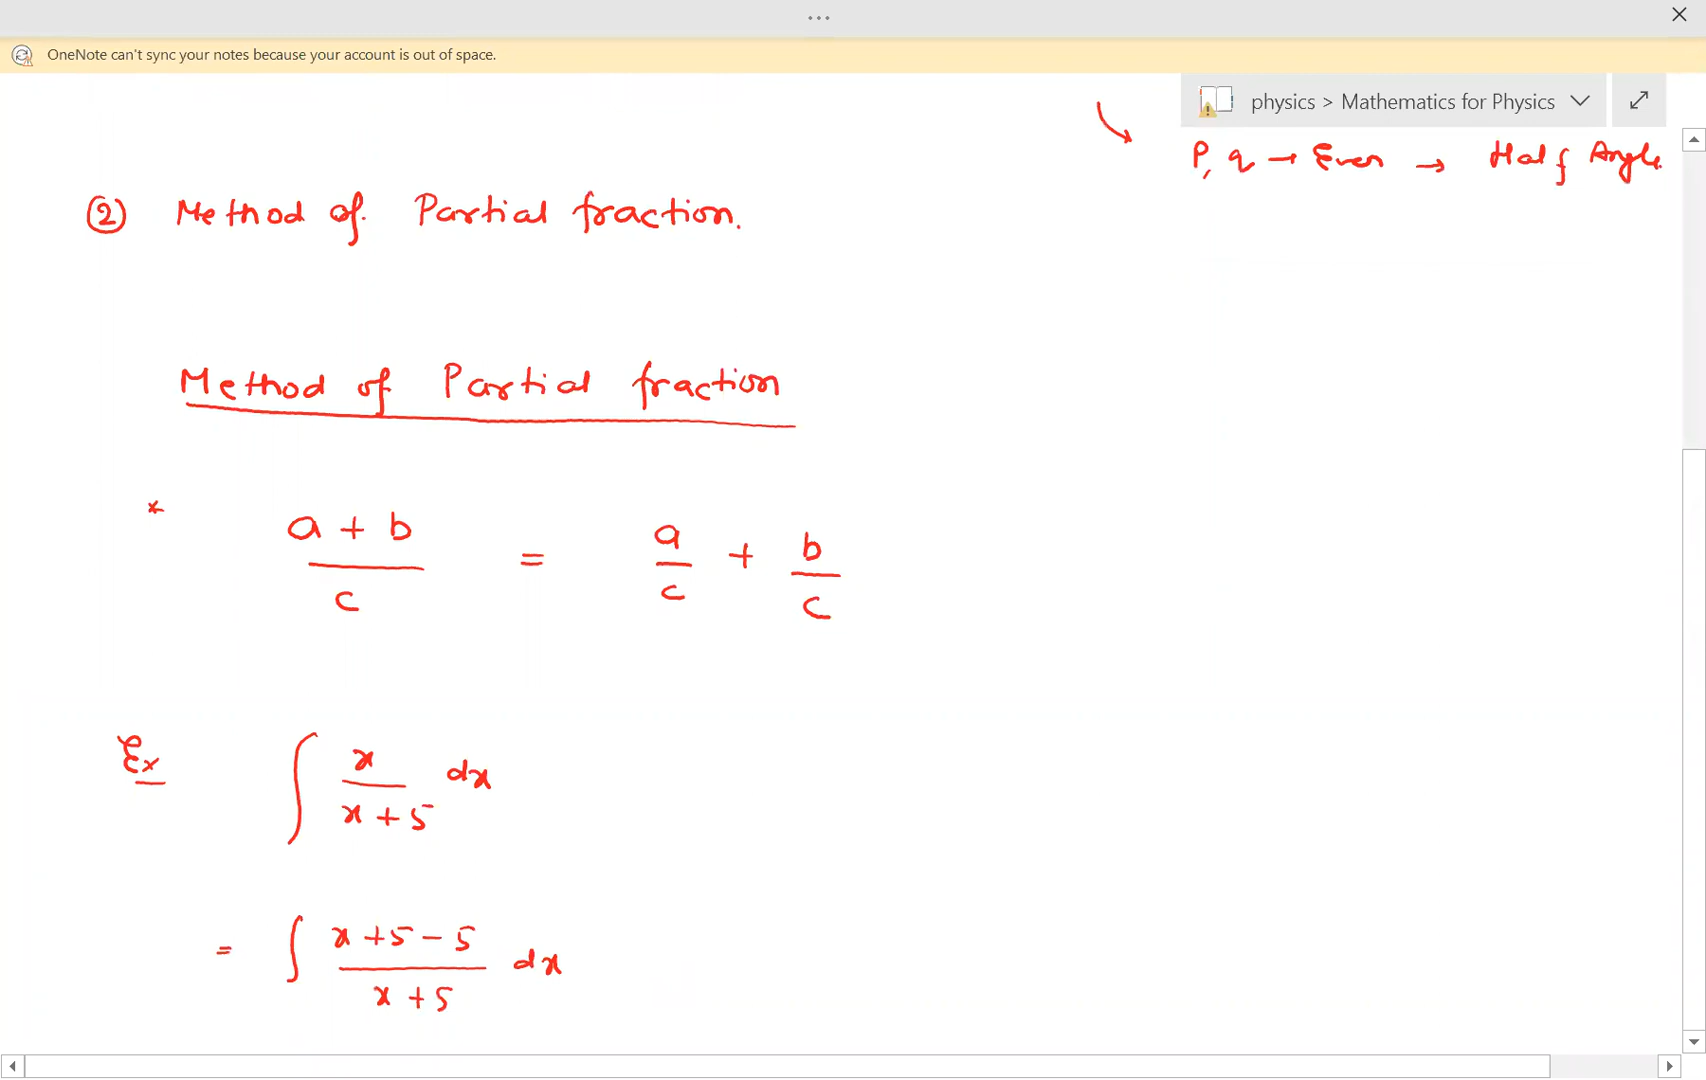 ...
OneNote can't sync your notes because your account is out of space.
physics > Mathematics for Physics
P, q → Even → Half Angle.
② Method of. Partial fraction.
Method of Partial fraction
* a + b / c = a / c + b / c
Ex ∫ x / x + 5 dx
= ∫ x + 5 - 5 / x + 5 dx